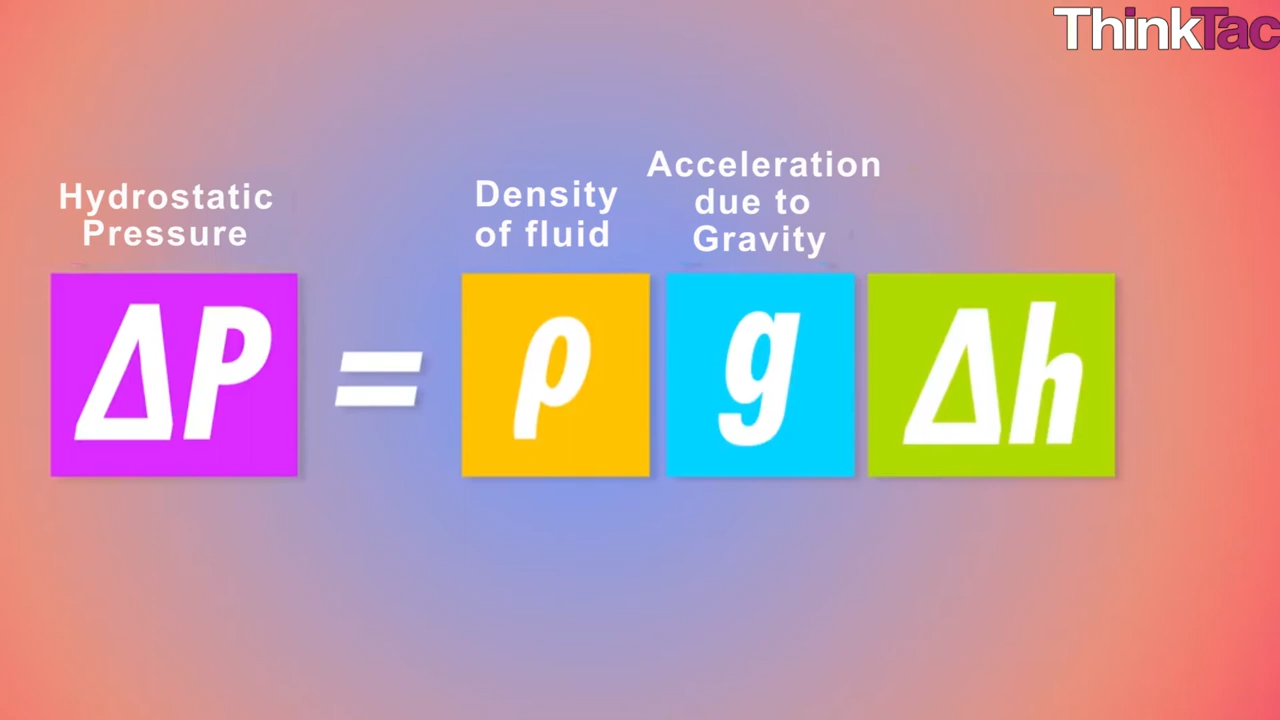 ThinkTac
Hydrostatic
Pressure
Density
of fluid
Acceleration
due to
Gravity
ΔP = ρ g Δh